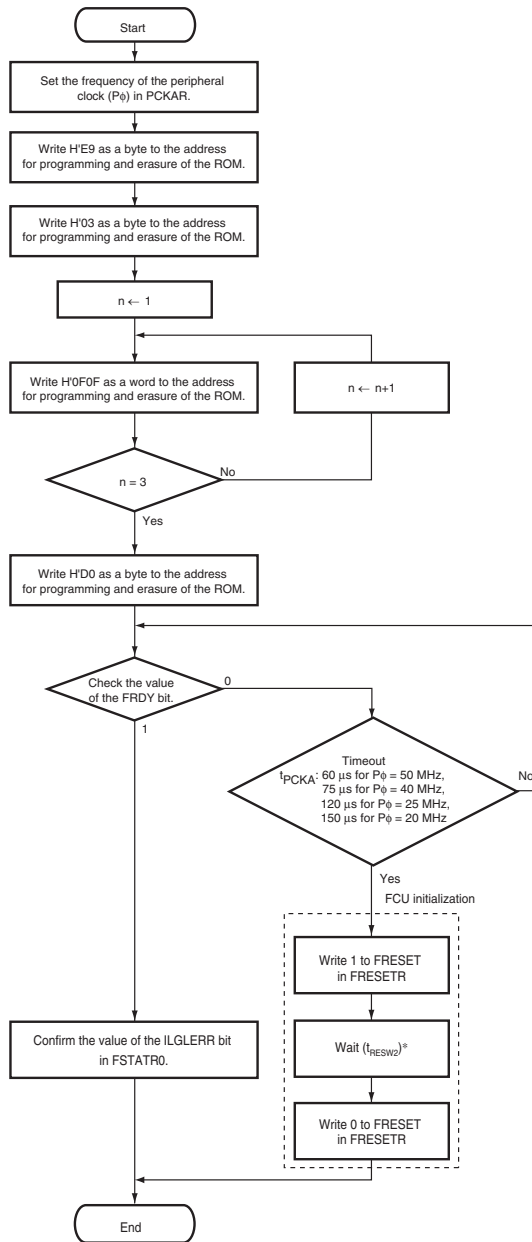 Start
Set the frequency of the peripheral
clock (Pϕ) in PCKAR.
Write H'E9 as a byte to the address
for programming and erasure of the ROM.
Write H'03 as a byte to the address
for programming and erasure of the ROM.
n ← 1
Write H'0F0F as a word to the address
for programming and erasure of the ROM.
n ← n+1
n = 3
No
Yes
Write H'D0 as a byte to the address
for programming and erasure of the ROM.
Check the value
of the FRDY bit.
0
1
Timeout
tPCKA: 60 μs for Pϕ = 50 MHz,
75 μs for Pϕ = 40 MHz,
120 μs for Pϕ = 25 MHz,
150 μs for Pϕ = 20 MHz
No
Yes
FCU initialization
Write 1 to FRESET
in FRESETR
Wait (tRESW2)*
Write 0 to FRESET
in FRESETR
Confirm the value of the ILGLERR bit
in FSTATR0.
End